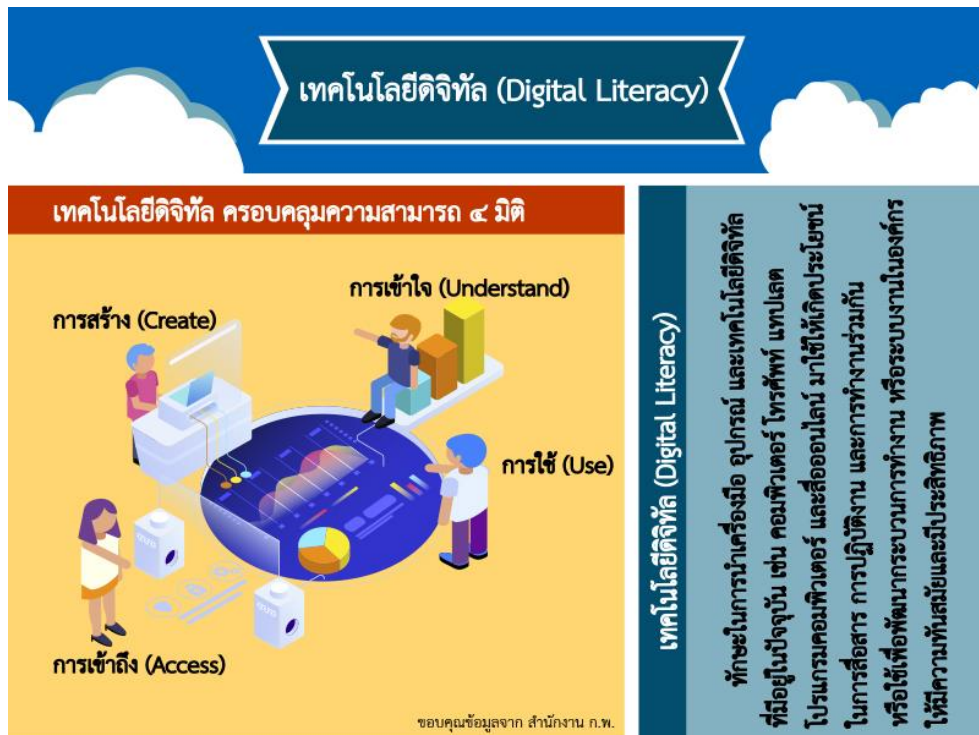 เทคโนโลยีดิจิทัล (Digital Literacy)
เทคโนโลยีดิจิทัล ครอบคลุมความสามารถ ๔ มิติ
การเข้าใจ (Understand)
การสร้าง (Create)
การใช้ (Use)
การเข้าถึง (Access)
ขอบคุณข้อมูลจาก สำนักงาน ก.พ.
เทคโนโลยีดิจิทัล (Digital Literacy)
ทักษะในการนำเครื่องมือ อุปกรณ์ และเทคโนโลยีดิจิทัล
ที่มีอยู่ในปัจจุบัน เช่น คอมพิวเตอร์ โทรศัพท์ แทปเลต
โปรแกรมคอมพิวเตอร์ และสื่อออนไลน์ มาใช้ให้เกิดประโยชน์
ในการสื่อสาร การปฏิบัติงาน และการทำงานร่วมกัน
หรือใช้เพื่อพัฒนากระบวนการทำงาน หรือระบบงานในองค์กร
ให้มีความทันสมัยและมีประสิทธิภาพ